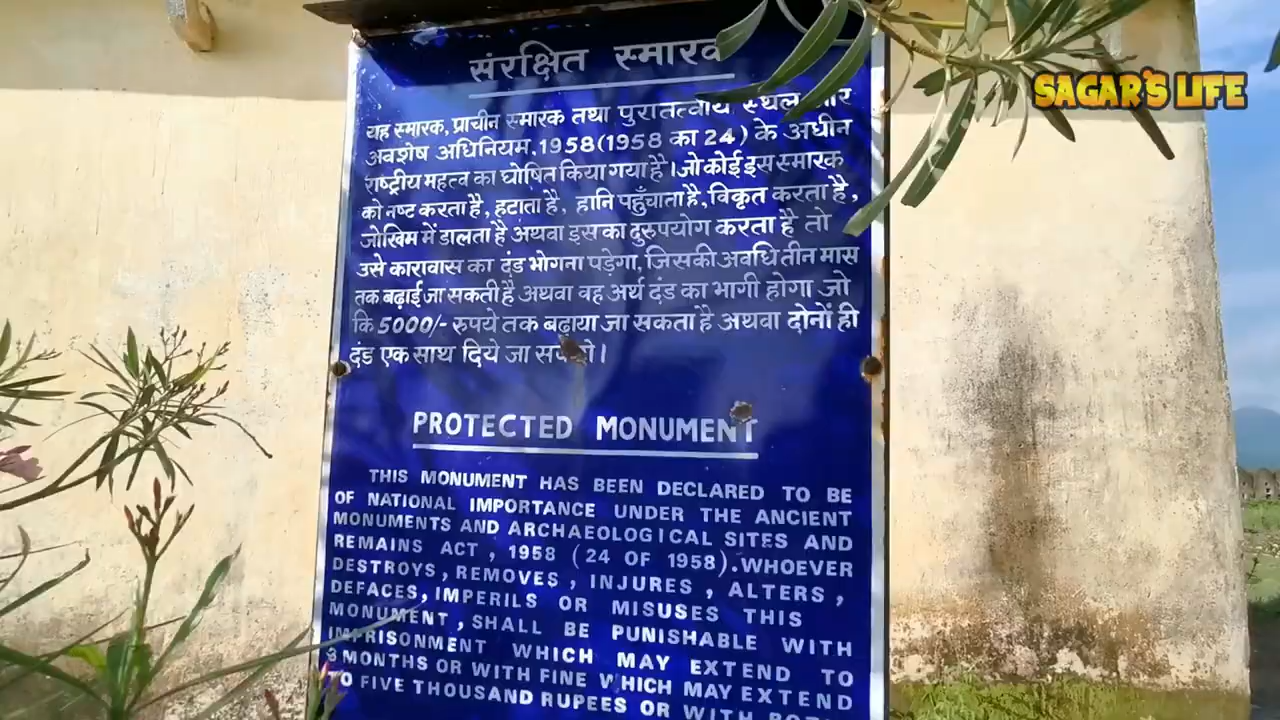 संरक्षित स्मारक
यह स्मारक, प्राचीन स्मारक तथा पुरातत्वीय स्थल और
अवशेष अधिनियम, 1958(1958 का 24) के अधीन
राष्ट्रीय महत्व का घोषित किया गया है। जो कोई इस स्मारक
को नष्ट करता है, हटाता है, हानि पहुँचाता है, विकृत करता है,
जोखिम में डालता है अथवा इसका दुरुपयोग करता है तो
उसे कारावास का दंड भोगना पड़ेगा, जिसकी अवधि तीन मास
तक बढ़ाई जा सकती है अथवा वह अर्थ दंड का भागी होगा जो
कि 5000/- रुपये तक बढ़ाया जा सकता है अथवा दोनों ही
दंड एक साथ दिये जा
PROTECTED MONUMENT
THIS MONUMENT HAS BEEN DECLARED TO BE
OF NATIONAL IMPORTANCE UNDER THE ANCIENT
MONUMENTS AND ARCHAEOLOGICAL SITES AND
REMAINS ACT, 1958 (24 OF 1958). WHOEVER
DESTROYS, REMOVES, INJURES, ALTERS,
DEFACES, IMPERILS OR MISUSES THIS
MONUMENT, SHALL BE PUNISHABLE WITH
IMPRISONMENT WHICH MAY EXTEND TO
3 MONTHS OR WITH FINE WHICH MAY EXTEND
TO FIVE THOUSAND RUPEES OR WITH BOTH
SAGAR'S LIFE